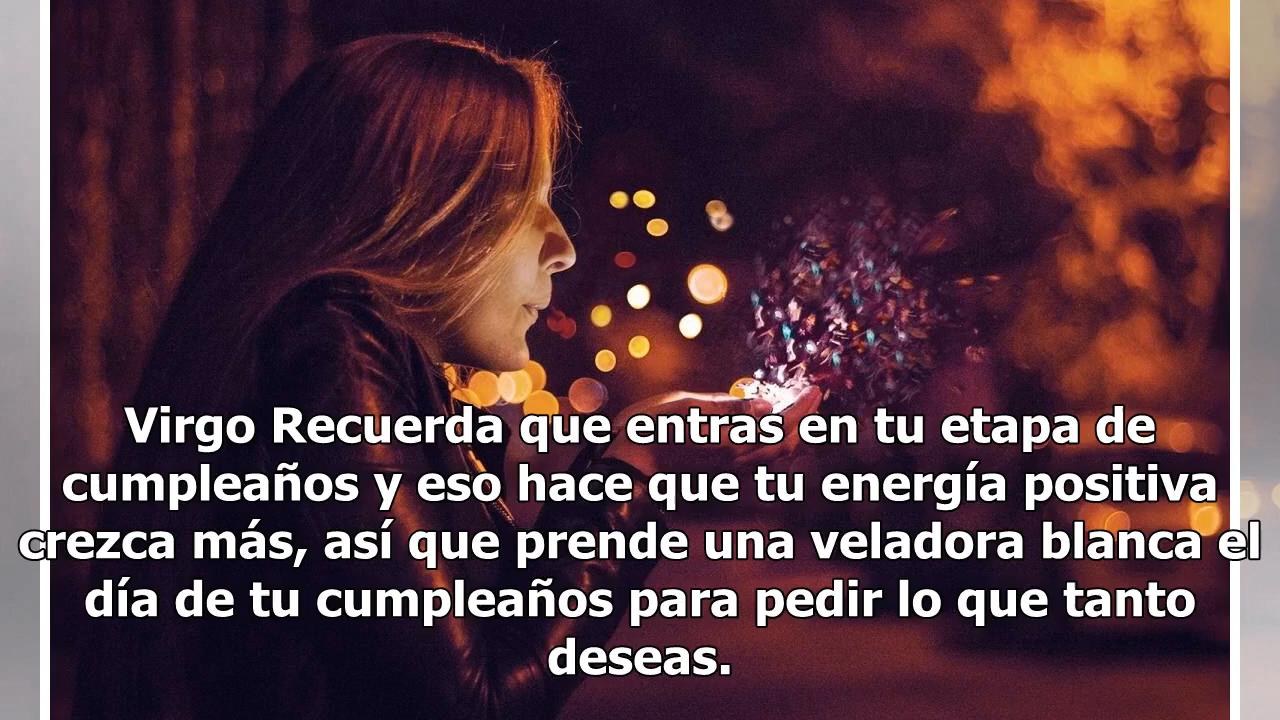 Virgo Recuerda que entras en tu etapa de
cumpleaños y eso hace que tu energía positiva
crezca más, así que prende una veladora blanca el
día de tu cumpleaños para pedir lo que tanto
deseas.